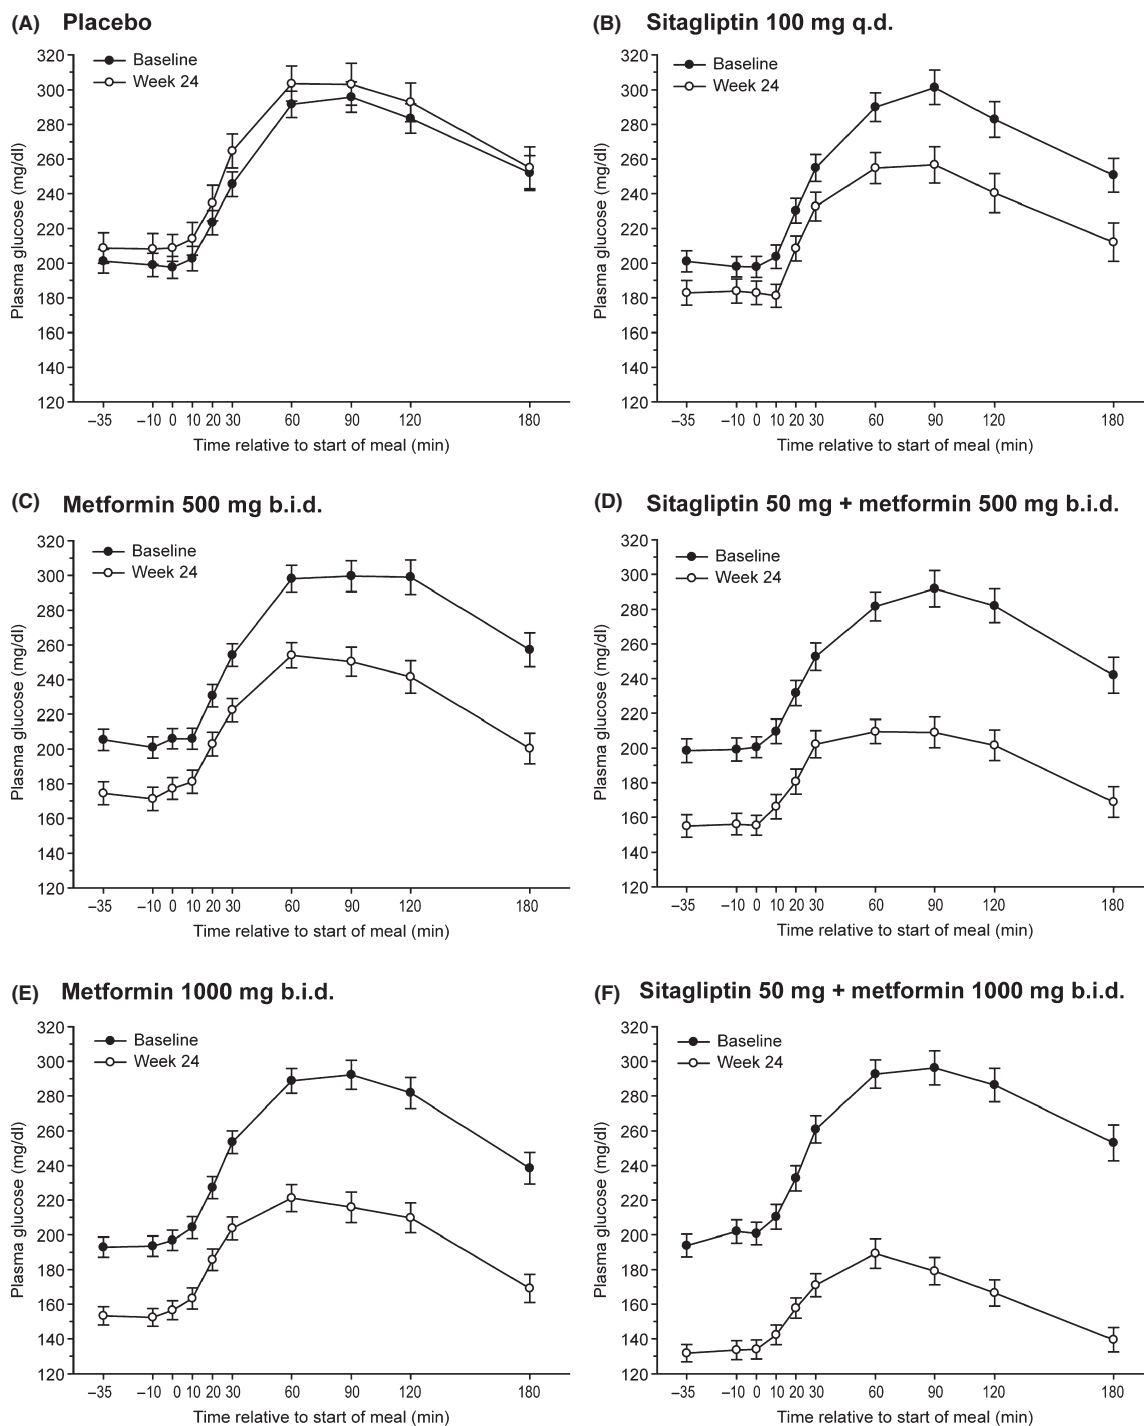 (A) Placebo
Baseline
Week 24
Plasma glucose (mg/dl)
320
300
280
260
240
220
200
180
160
140
120
–35 –10 0 10 20 30 60 90 120 180
Time relative to start of meal (min)
(B) Sitagliptin 100 mg q.d.
Baseline
Week 24
Plasma glucose (mg/dl)
320
300
280
260
240
220
200
180
160
140
120
–35 –10 0 10 20 30 60 90 120 180
Time relative to start of meal (min)
(C) Metformin 500 mg b.i.d.
Baseline
Week 24
Plasma glucose (mg/dl)
320
300
280
260
240
220
200
180
160
140
120
–35 –10 0 10 20 30 60 90 120 180
Time relative to start of meal (min)
(D) Sitagliptin 50 mg + metformin 500 mg b.i.d.
Baseline
Week 24
Plasma glucose (mg/dl)
320
300
280
260
240
220
200
180
160
140
120
–35 –10 0 10 20 30 60 90 120 180
Time relative to start of meal (min)
(E) Metformin 1000 mg b.i.d.
Baseline
Week 24
Plasma glucose (mg/dl)
320
300
280
260
240
220
200
180
160
140
120
–35 –10 0 10 20 30 60 90 120 180
Time relative to start of meal (min)
(F) Sitagliptin 50 mg + metformin 1000 mg b.i.d.
Baseline
Week 24
Plasma glucose (mg/dl)
320
300
280
260
240
220
200
180
160
140
120
–35 –10 0 10 20 30 60 90 120 180
Time relative to start of meal (min)